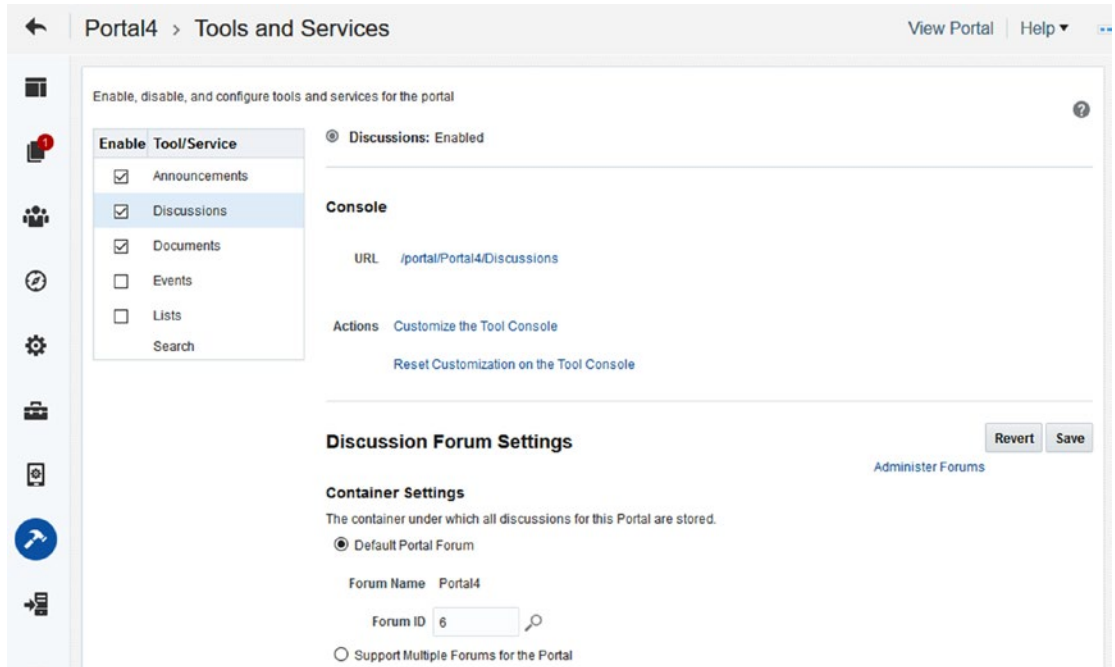 Portal4 > Tools and Services
View Portal
Help
1
Enable, disable, and configure tools and services for the portal
Enable Tool/Service
Announcements
Discussions
Documents
Events
Lists
Search
Discussions: Enabled
Console
URL /portal/Portal4/Discussions
Actions Customize the Tool Console
Reset Customization on the Tool Console
Discussion Forum Settings
Revert Save
Administer Forums
Container Settings
The container under which all discussions for this Portal are stored.
Default Portal Forum
Forum Name Portal4
Forum ID 6
Support Multiple Forums for the Portal